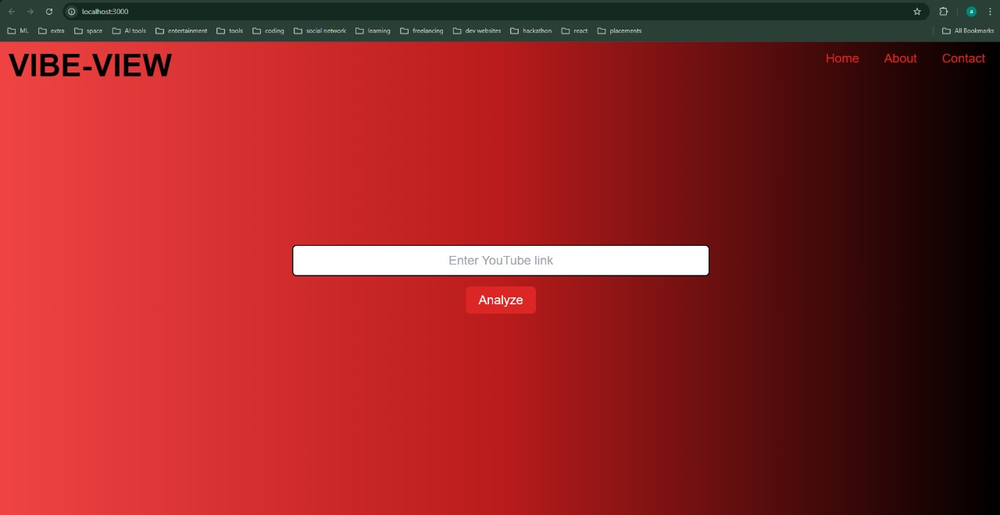 localhost:3000
a
ML extra space AI tools entertainment tools coding social network learning freelancing dev websites hackathon react placements All Bookmarks
VIBE-VIEW Home About Contact
Enter YouTube link
Analyze